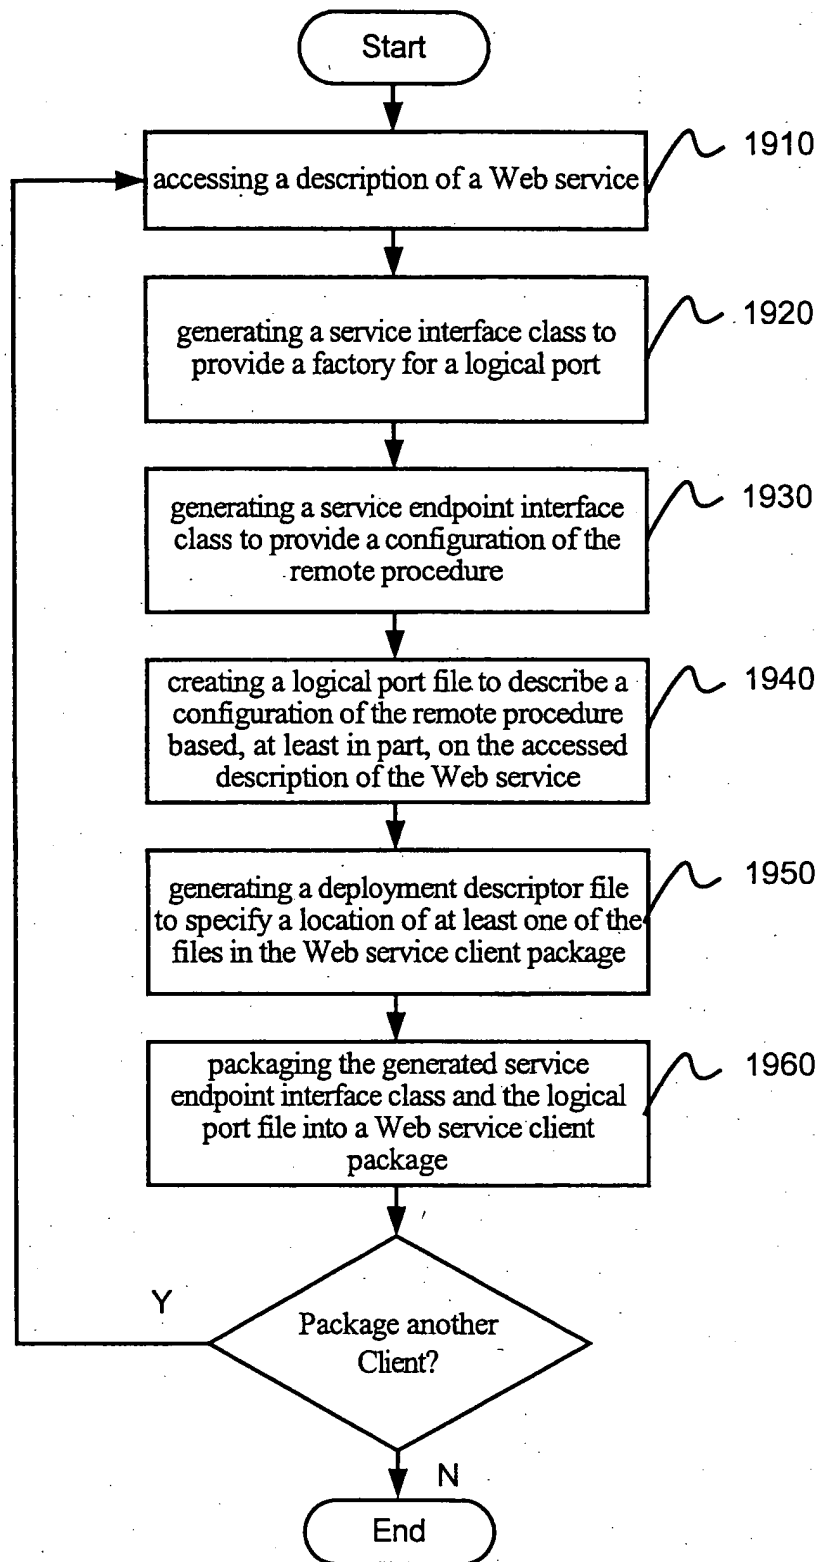 Start
accessing a description of a Web service
1910
generating a service interface class to
provide a factory for a logical port
1920
generating a service endpoint interface
class to provide a configuration of the
remote procedure
1930
creating a logical port file to describe a
configuration of the remote procedure
based, at least in part, on the accessed
description of the Web service
1940
generating a deployment descriptor file
to specify a location of at least one of the
files in the Web service client package
1950
packaging the generated service
endpoint interface class and the logical
port file into a Web service client
package
1960
Y
Package another
Client?
N
End